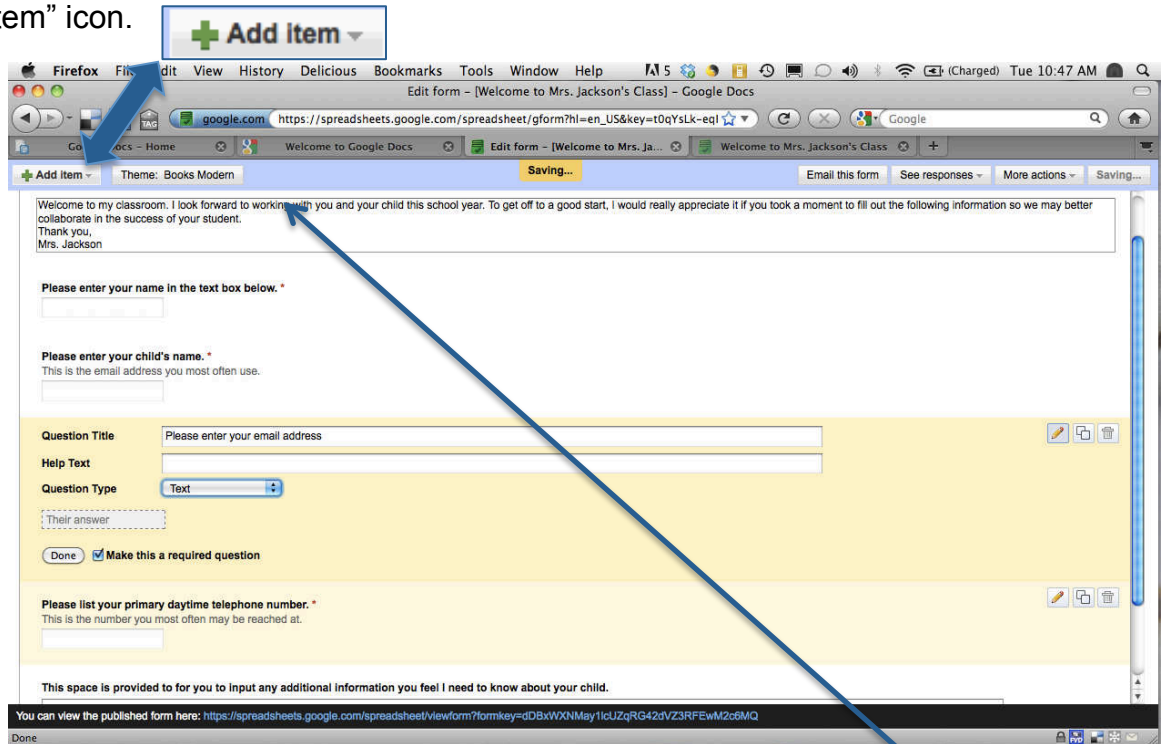 tem” icon.
Add item
Firefox Fil dit View History Delicious Bookmarks Tools Window Help 5 (Charged) Tue 10:47 AM
Edit form – [Welcome to Mrs. Jackson's Class] – Google Docs
TAG google.com https://spreadsheets.google.com/spreadsheet/gform?hl=en_US&key=t0qYsLk-eql Google
Go ocs – Home Welcome to Google Docs Edit form – [Welcome to Mrs. Ja... Welcome to Mrs. Jackson's Class +
Add item Theme: Books Modern Saving... Email this form See responses More actions Saving...
Welcome to my classroom. I look forward to working with you and your child this school year. To get off to a good start, I would really appreciate it if you took a moment to fill out the following information so we may better
collaborate in the success of your student.
Thank you,
Mrs. Jackson
Please enter your name in the text box below. *
Please enter your child's name. *
This is the email address you most often use.
Question Title Please enter your email address
Help Text
Question Type Text
Their answer
Done Make this a required question
Please list your primary daytime telephone number. *
This is the number you most often may be reached at.
This space is provided to for you to input any additional information you feel I need to know about your child.
You can view the published form here: https://spreadsheets.google.com/spreadsheet/viewform?formkey=dDBxWXNMay1lcUZqRG42dVZ3RFEwM2c6MQ
Done